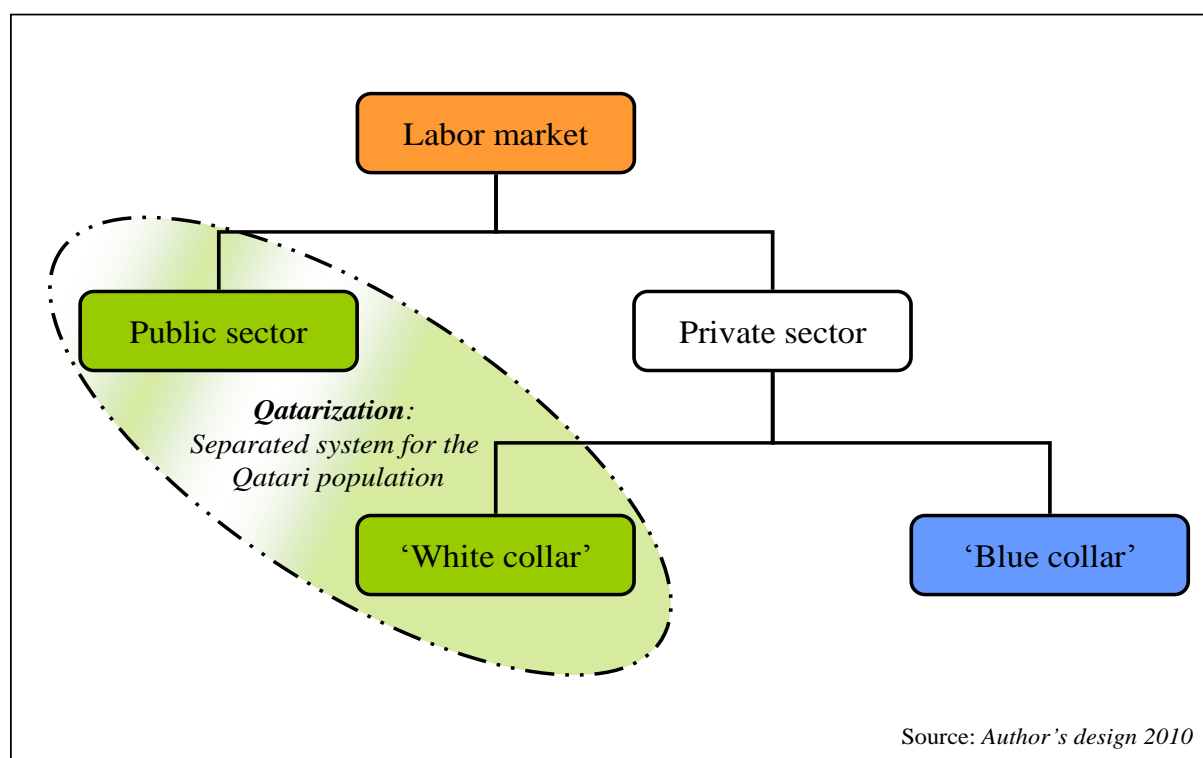 Labor market
Public sector
Private sector
Qatarization:
Separated system for the
Qatari population
‘White collar’
‘Blue collar’
Source: Author’s design 2010